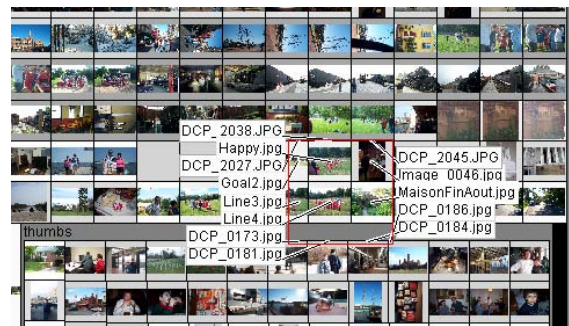 DCP_2038.JPG
Happy.jpg
DCP_2027.JPG
Goal2.jpg
Line3.jpg
Line4.jpg
DCP_0173.jpg
DCP_0181.jpg
DCP_2045.JPG
Image_0046.jpg
MaisonFinAout.jpg
DCP_0186.jpg
DCP_0184.jpg
thumbs